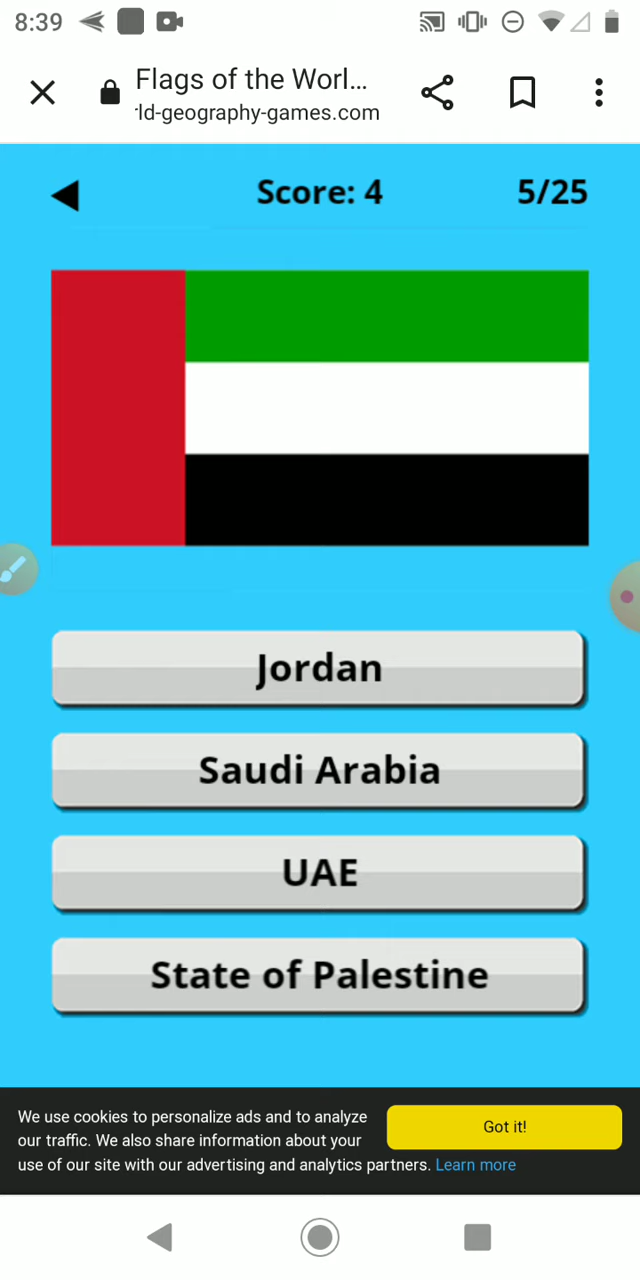 8:39
Flags of the Worl...
ld-geography-games.com
Score: 4
5/25
Jordan
Saudi Arabia
UAE
State of Palestine
We use cookies to personalize ads and to analyze
our traffic. We also share information about your
use of our site with our advertising and analytics partners. Learn more
Got it!